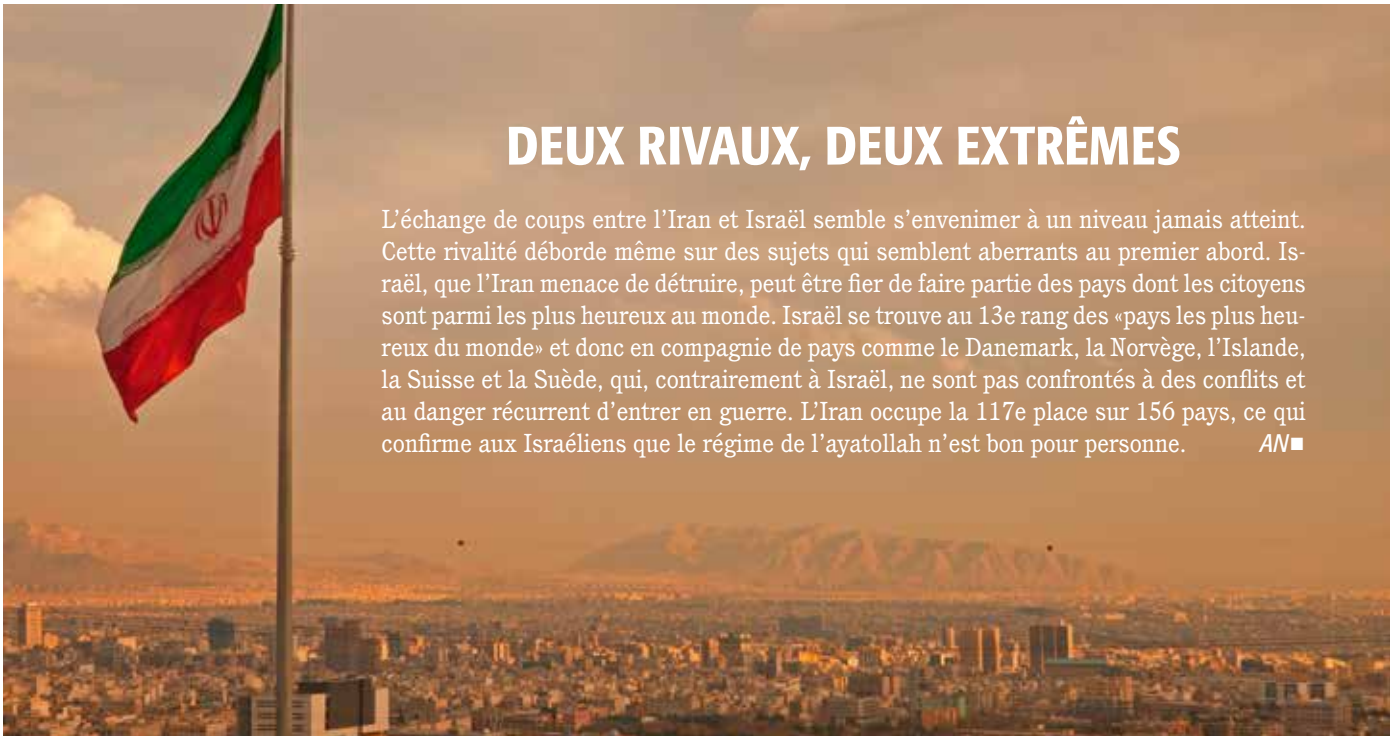 DEUX RIVAUX, DEUX EXTRÊMES
L’échange de coups entre l’Iran et Israël semble s’envenimer à un niveau jamais atteint.
Cette rivalité déborde même sur des sujets qui semblent aberrants au premier abord. Is-
raël, que l’Iran menace de détruire, peut être fier de faire partie des pays dont les citoyens
sont parmi les plus heureux au monde. Israël se trouve au 13e rang des «pays les plus heu-
reux du monde» et donc en compagnie de pays comme le Danemark, la Norvège, l’Islande,
la Suisse et la Suède, qui, contrairement à Israël, ne sont pas confrontés à des conflits et
au danger récurrent d’entrer en guerre. L’Iran occupe la 117e place sur 156 pays, ce qui
confirme aux Israéliens que le régime de l’ayatollah n’est bon pour personne. AN■